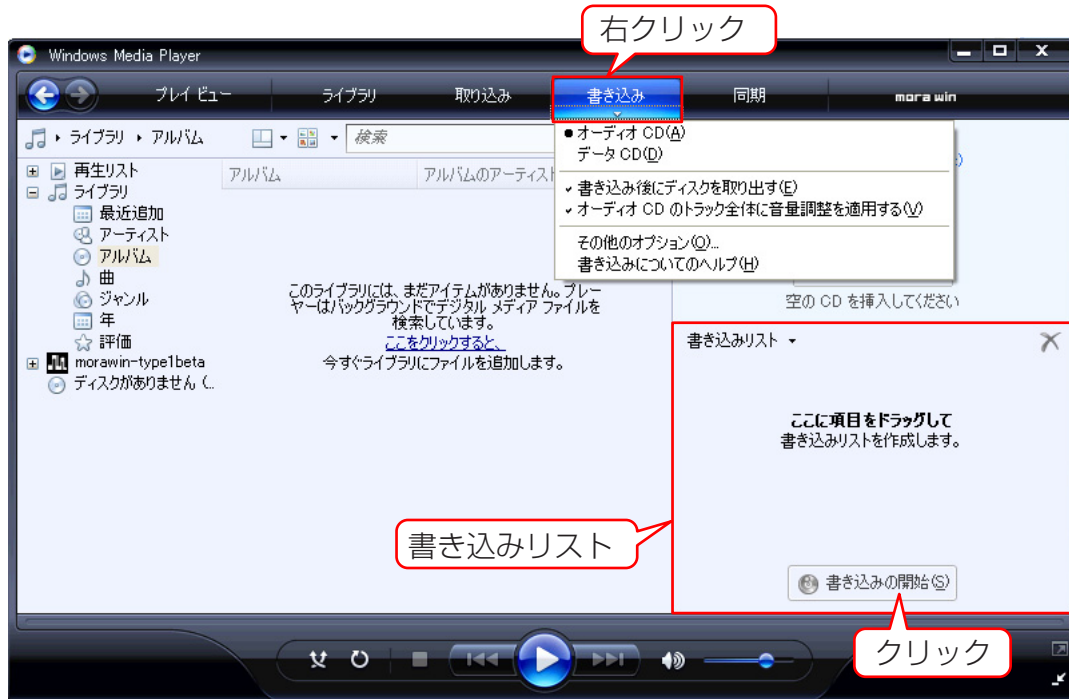 右クリック
Windows Media Player
プレイ ビュー
ライブラリ
取り込み
書き込み
同期
mora win
ライブラリ
アルバム
検索
オーディオ CD(A)
データ CD(D)
書き込み後にディスクを取り出す(E)
オーディオ CD のトラック全体に音量調整を適用する(V)
その他のオプション(O)...
書き込みについてのヘルプ(H)
再生リスト
ライブラリ
最近追加
アーティスト
アルバム
曲
ジャンル
年
評価
morawin-type1beta
ディスクがありません (...
アルバム
アルバムのアーティスト
このライブラリには、まだアイテムがありません。プレー
ヤーはバックグラウンドでデジタル メディア ファイルを
検索しています。
ここをクリックすると、
今すぐライブラリにファイルを追加します。
空の CD を挿入してください
書き込みリスト
ここに項目をドラッグして
書き込みリストを作成します。
書き込みリスト
書き込みの開始(S)
クリック